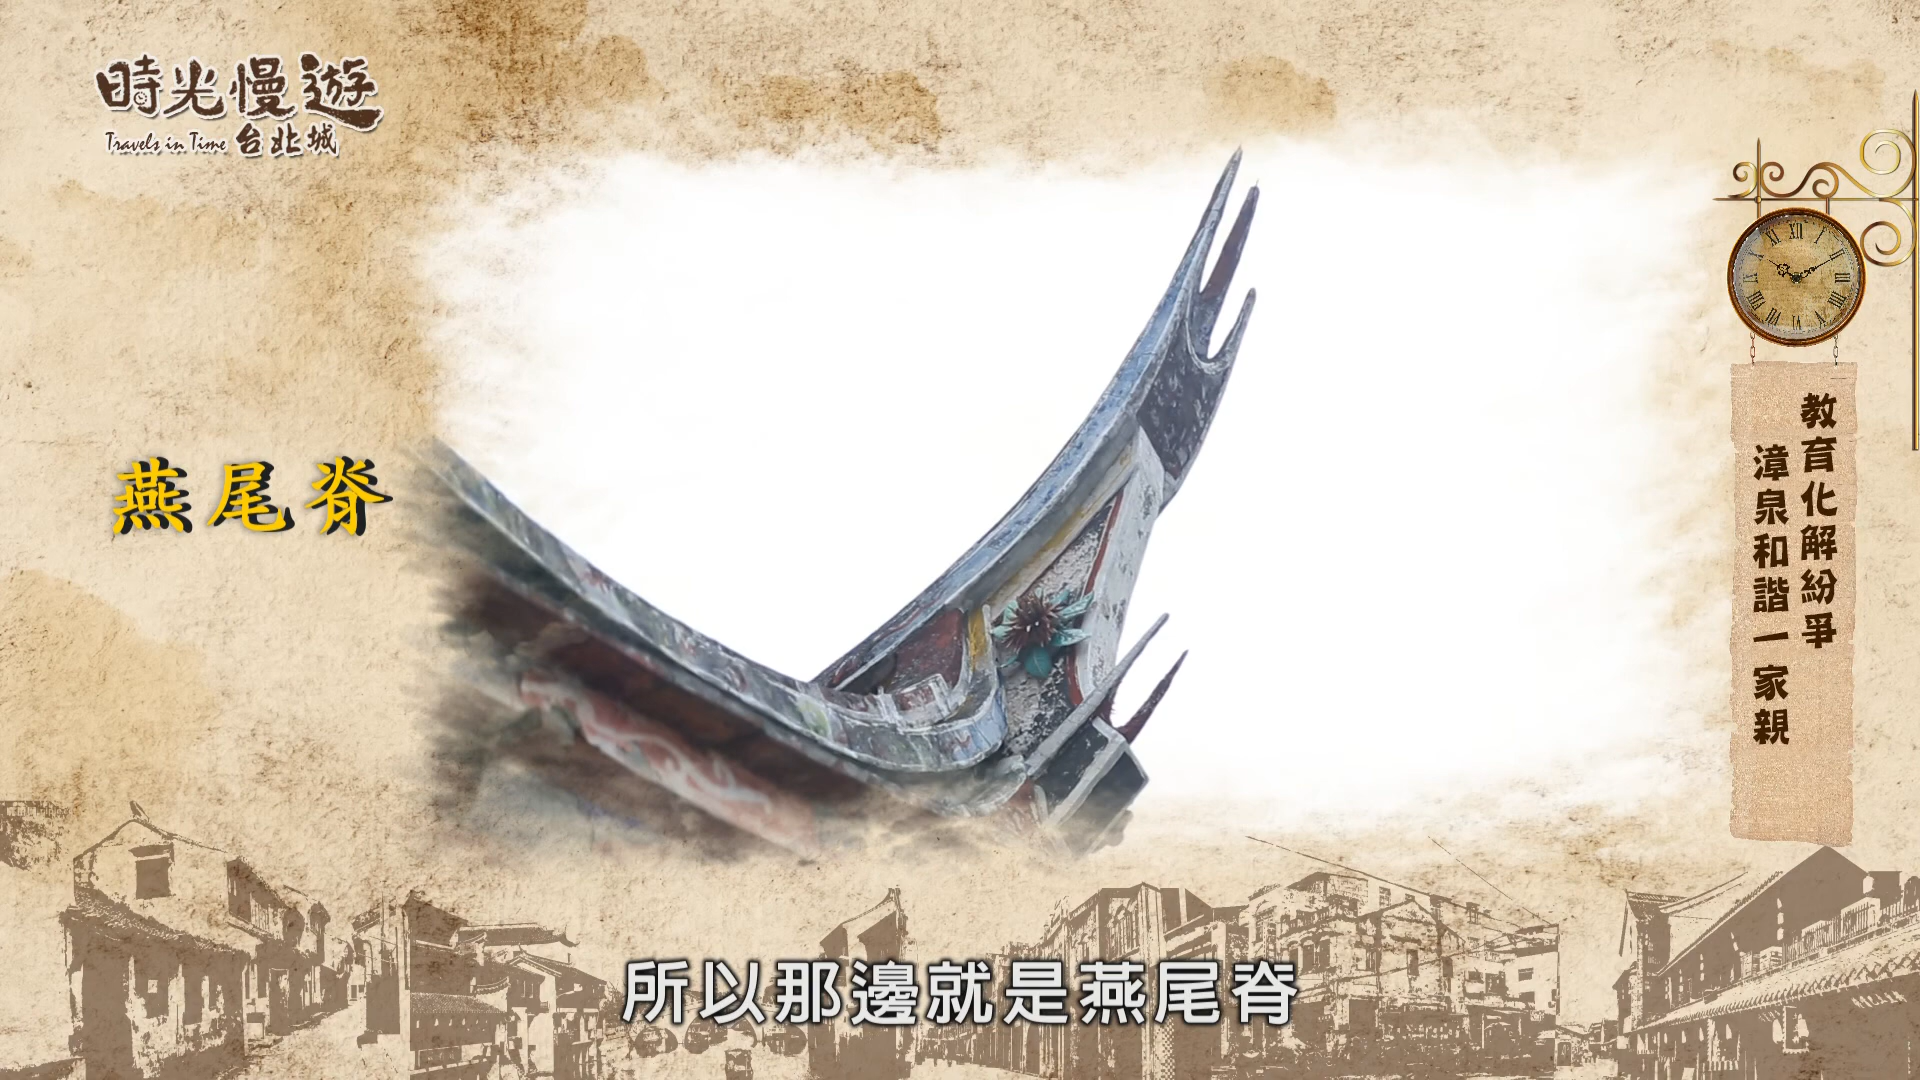 時光慢遊
Travels in Time 台北城
燕尾脊
教育化解紛爭
漳泉和諧一家親
所以那邊就是燕尾脊